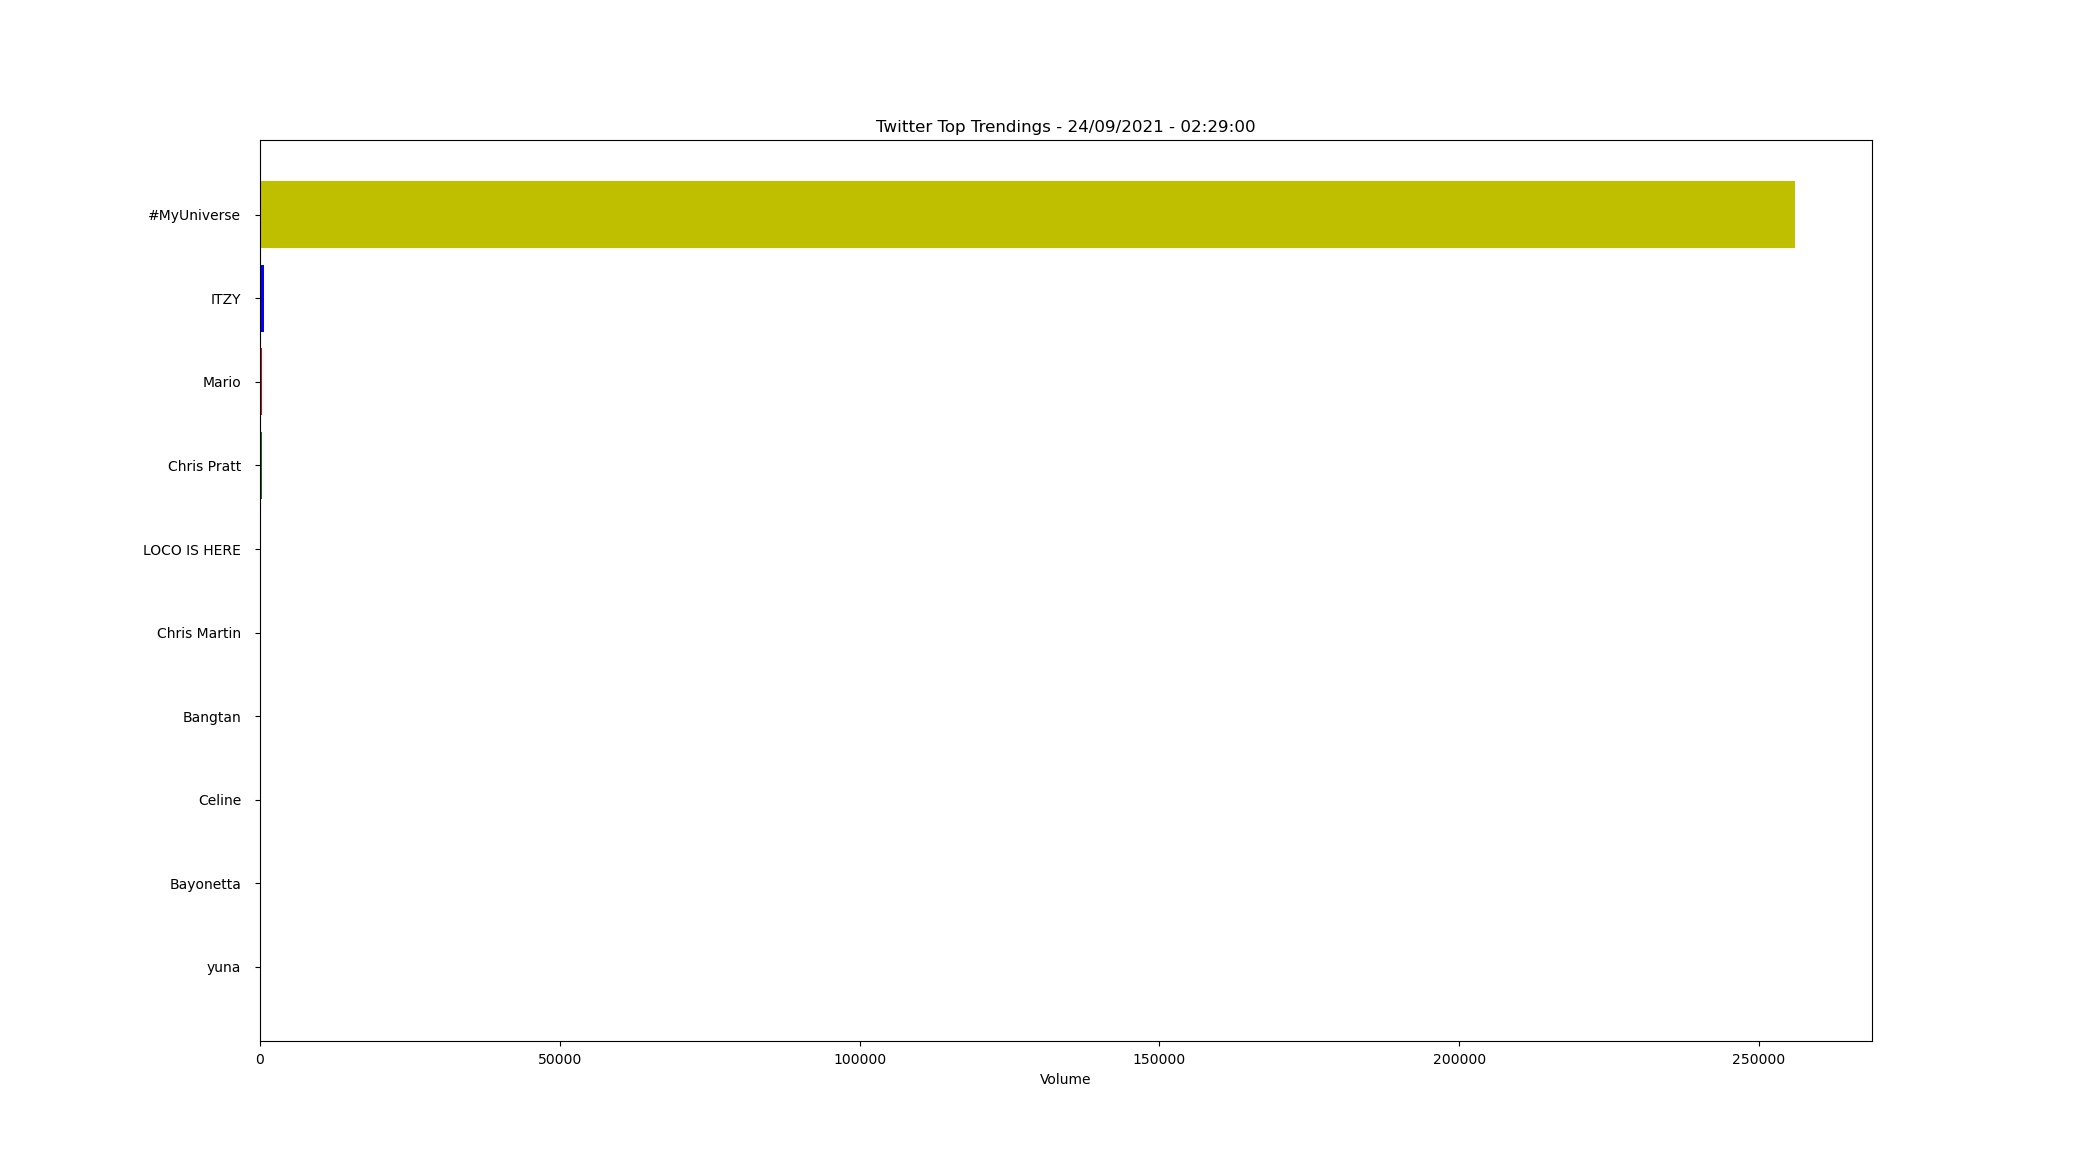 Twitter Top Trendings - 24/09/2021 - 02:29:00
#MyUniverse
ITZY
Mario
Chris Pratt
LOCO IS HERE
Chris Martin
Bangtan
Celine
Bayonetta
yuna
0 50000 100000 150000 200000 250000
Volume